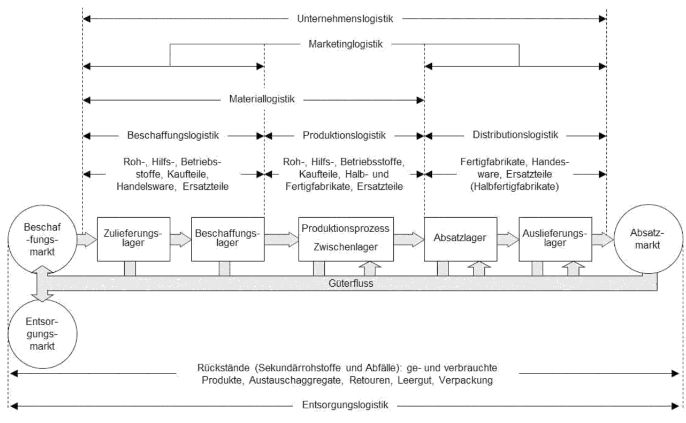 Unternehmenslogistik
Marketinglogistik
Materiallogistik
Beschaffungslogistik
Produktionslogistik
Distributionslogistik
Roh-, Hilfs-, Betriebs-
stoffe, Kaufteile,
Handelsware, Ersatzteile
Roh-, Hilfs-, Betriebsstoffe,
Kaufteile, Halb- und
Fertigfabrikate, Ersatzteile
Fertigfabrikate, Handes-
ware, Ersatzteile
(Halbfertigfabrikate)
Beschaf
-fungs-
markt
Zulieferungs-
lager
Beschaffungs-
lager
Produktionsprozess
Zwischenlager
Absatzlager
Auslieferungs-
lager
Absatz-
markt
Güterfluss
Entsor-
gungs-
markt
Rückstände (Sekundärrohstoffe und Abfälle): ge- und verbrauchte
Produkte, Austauschaggregate, Retouren, Leergut, Verpackung
Entsorgungslogistik